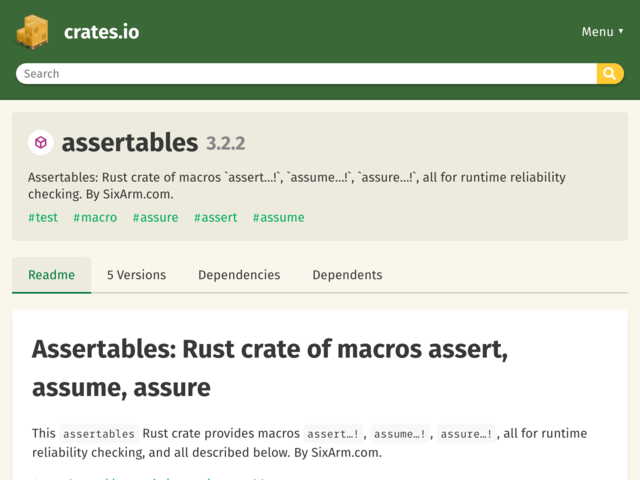 crates.io
Menu ▼
Search
assertables 3.2.2
Assertables: Rust crate of macros `assert...!`, `assume...!`, `assure...!`, all for runtime reliability
checking. By SixArm.com.
#test #macro #assure #assert #assume
Readme 5 Versions Dependencies Dependents
Assertables: Rust crate of macros assert,
assume, assure
This assertables Rust crate provides macros assert…!, assume…!, assure…!, all for runtime
reliability checking, and all described below. By SixArm.com.